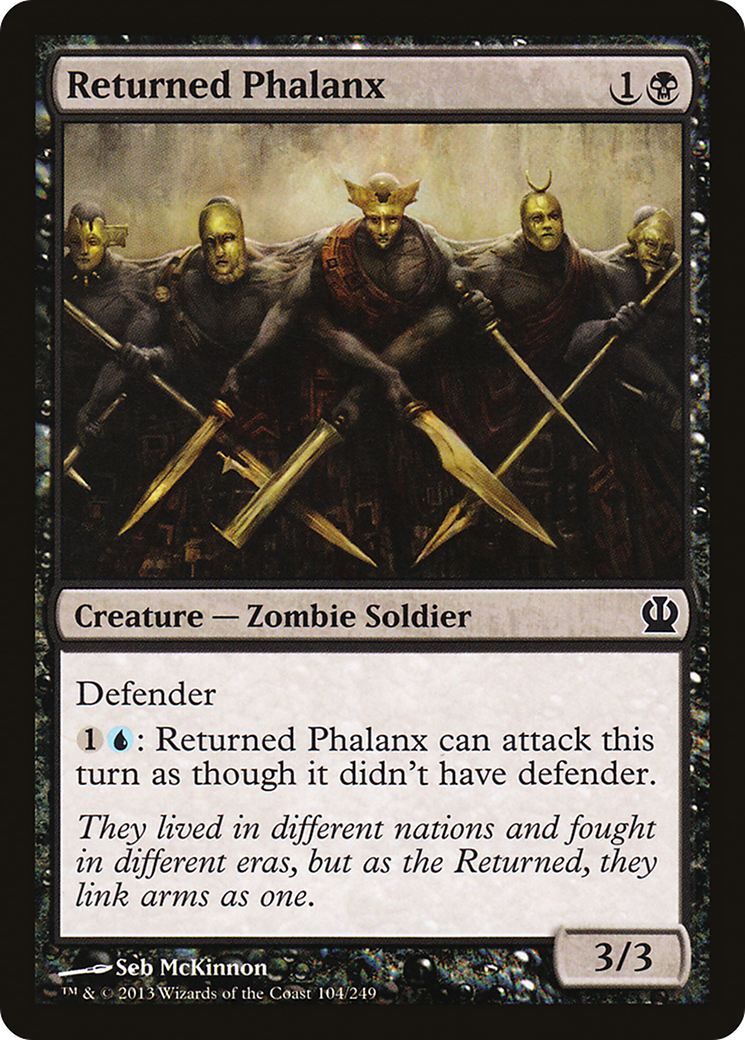 Returned Phalanx 1
Creature — Zombie Soldier
Defender
1 : Returned Phalanx can attack this
turn as though it didn't have defender.
They lived in different nations and fought
in different eras, but as the Returned, they
link arms as one.
3/3
Seb McKinnon
™ & © 2013 Wizards of the Coast 104/249